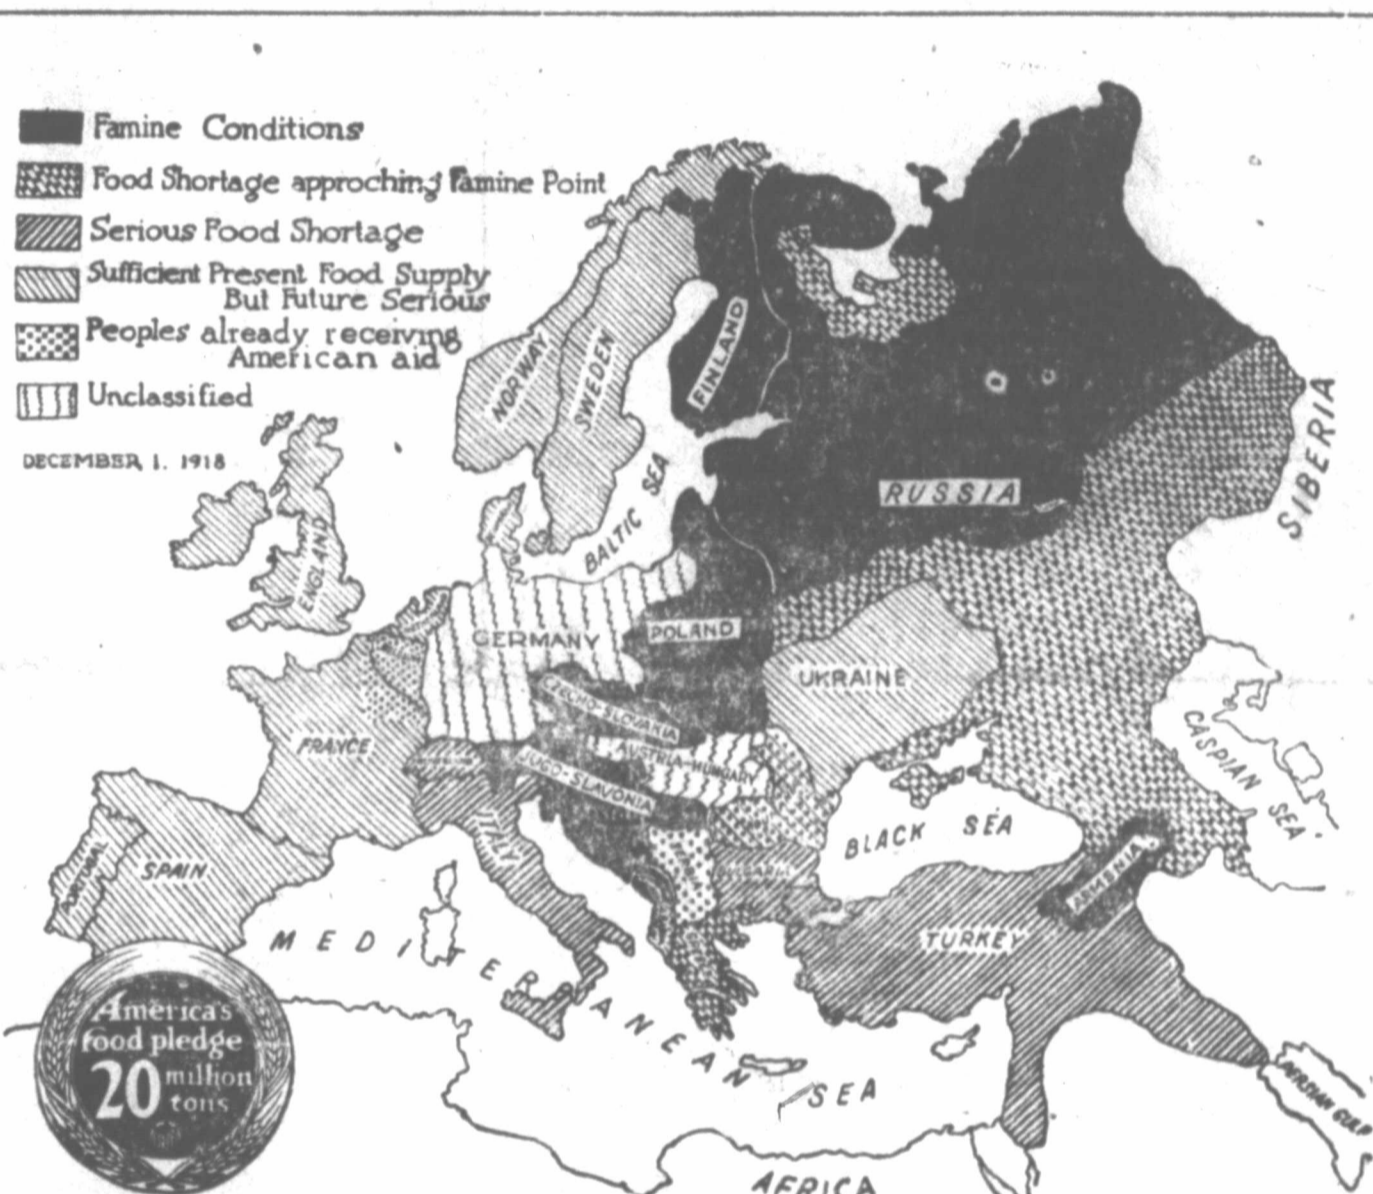 Famine Conditions
Food Shortage approching Famine Point
Serious Food Shortage
Sufficient Present Food Supply
But Future Serious
Peoples already receiving
American aid
Unclassified
DECEMBER 1. 1918
NORWAY
SWEDEN
FINLAND
BALTIC SEA
RUSSIA
SIBERIA
ENGLAND
GERMANY
POLAND
UKRAINE
CZECHO-SLOVAKIA
FRANCE
AUSTRIA-HUNGARY
JUGO-SLAVONIA
CASPIAN SEA
BLACK SEA
ITALY
PORTUGAL
SPAIN
BULGARIA
ARMENIA
TURKEY
MEDITERRANEAN SEA
PERSIAN GULF
AFRICA
America's
food pledge
20 million
tons